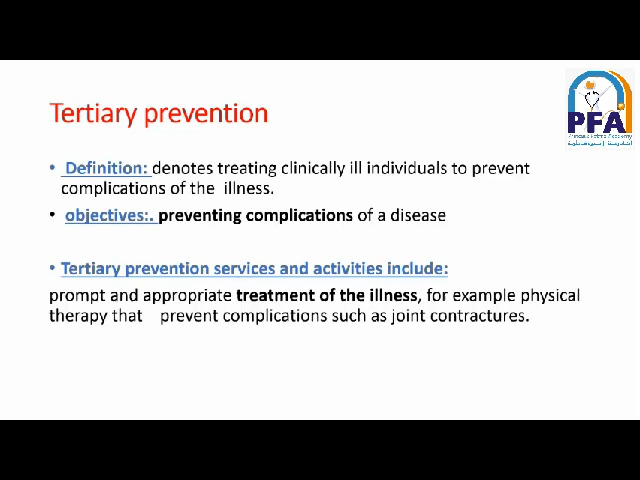 Tertiary prevention
PFA
• Definition: denotes treating clinically ill individuals to prevent
complications of the illness.
• objectives:. preventing complications of a disease
• Tertiary prevention services and activities include:
prompt and appropriate treatment of the illness, for example physical
therapy that prevent complications such as joint contractures.